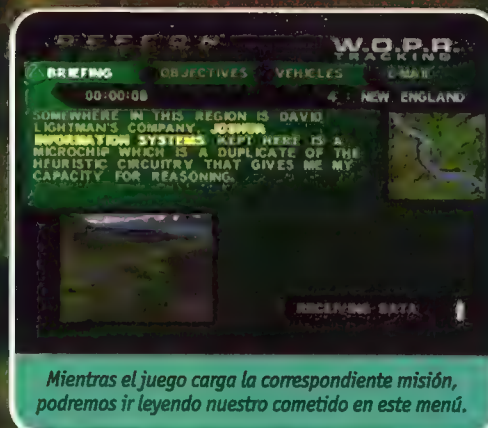 DEFCON
W.O.P.R.
TRACKING
BRIEFING OBJECTIVES VEHICLES E-MAIL
00:00:08 4 : NEW ENGLAND
SOMEWHERE IN THIS REGION IS DAVID
LIGHTMAN'S COMPANY, JOSHUA
INFORMATION SYSTEMS KEPT HERE IS A
MICROCHIP WHICH IS A DUPLICATE OF THE
HEURISTIC CIRCUITRY THAT GIVES ME MY
CAPACITY FOR REASONING.
RECEIVING DATA
Mientras el juego carga la correspondiente misión,
podremos ir leyendo nuestro cometido en este menú.